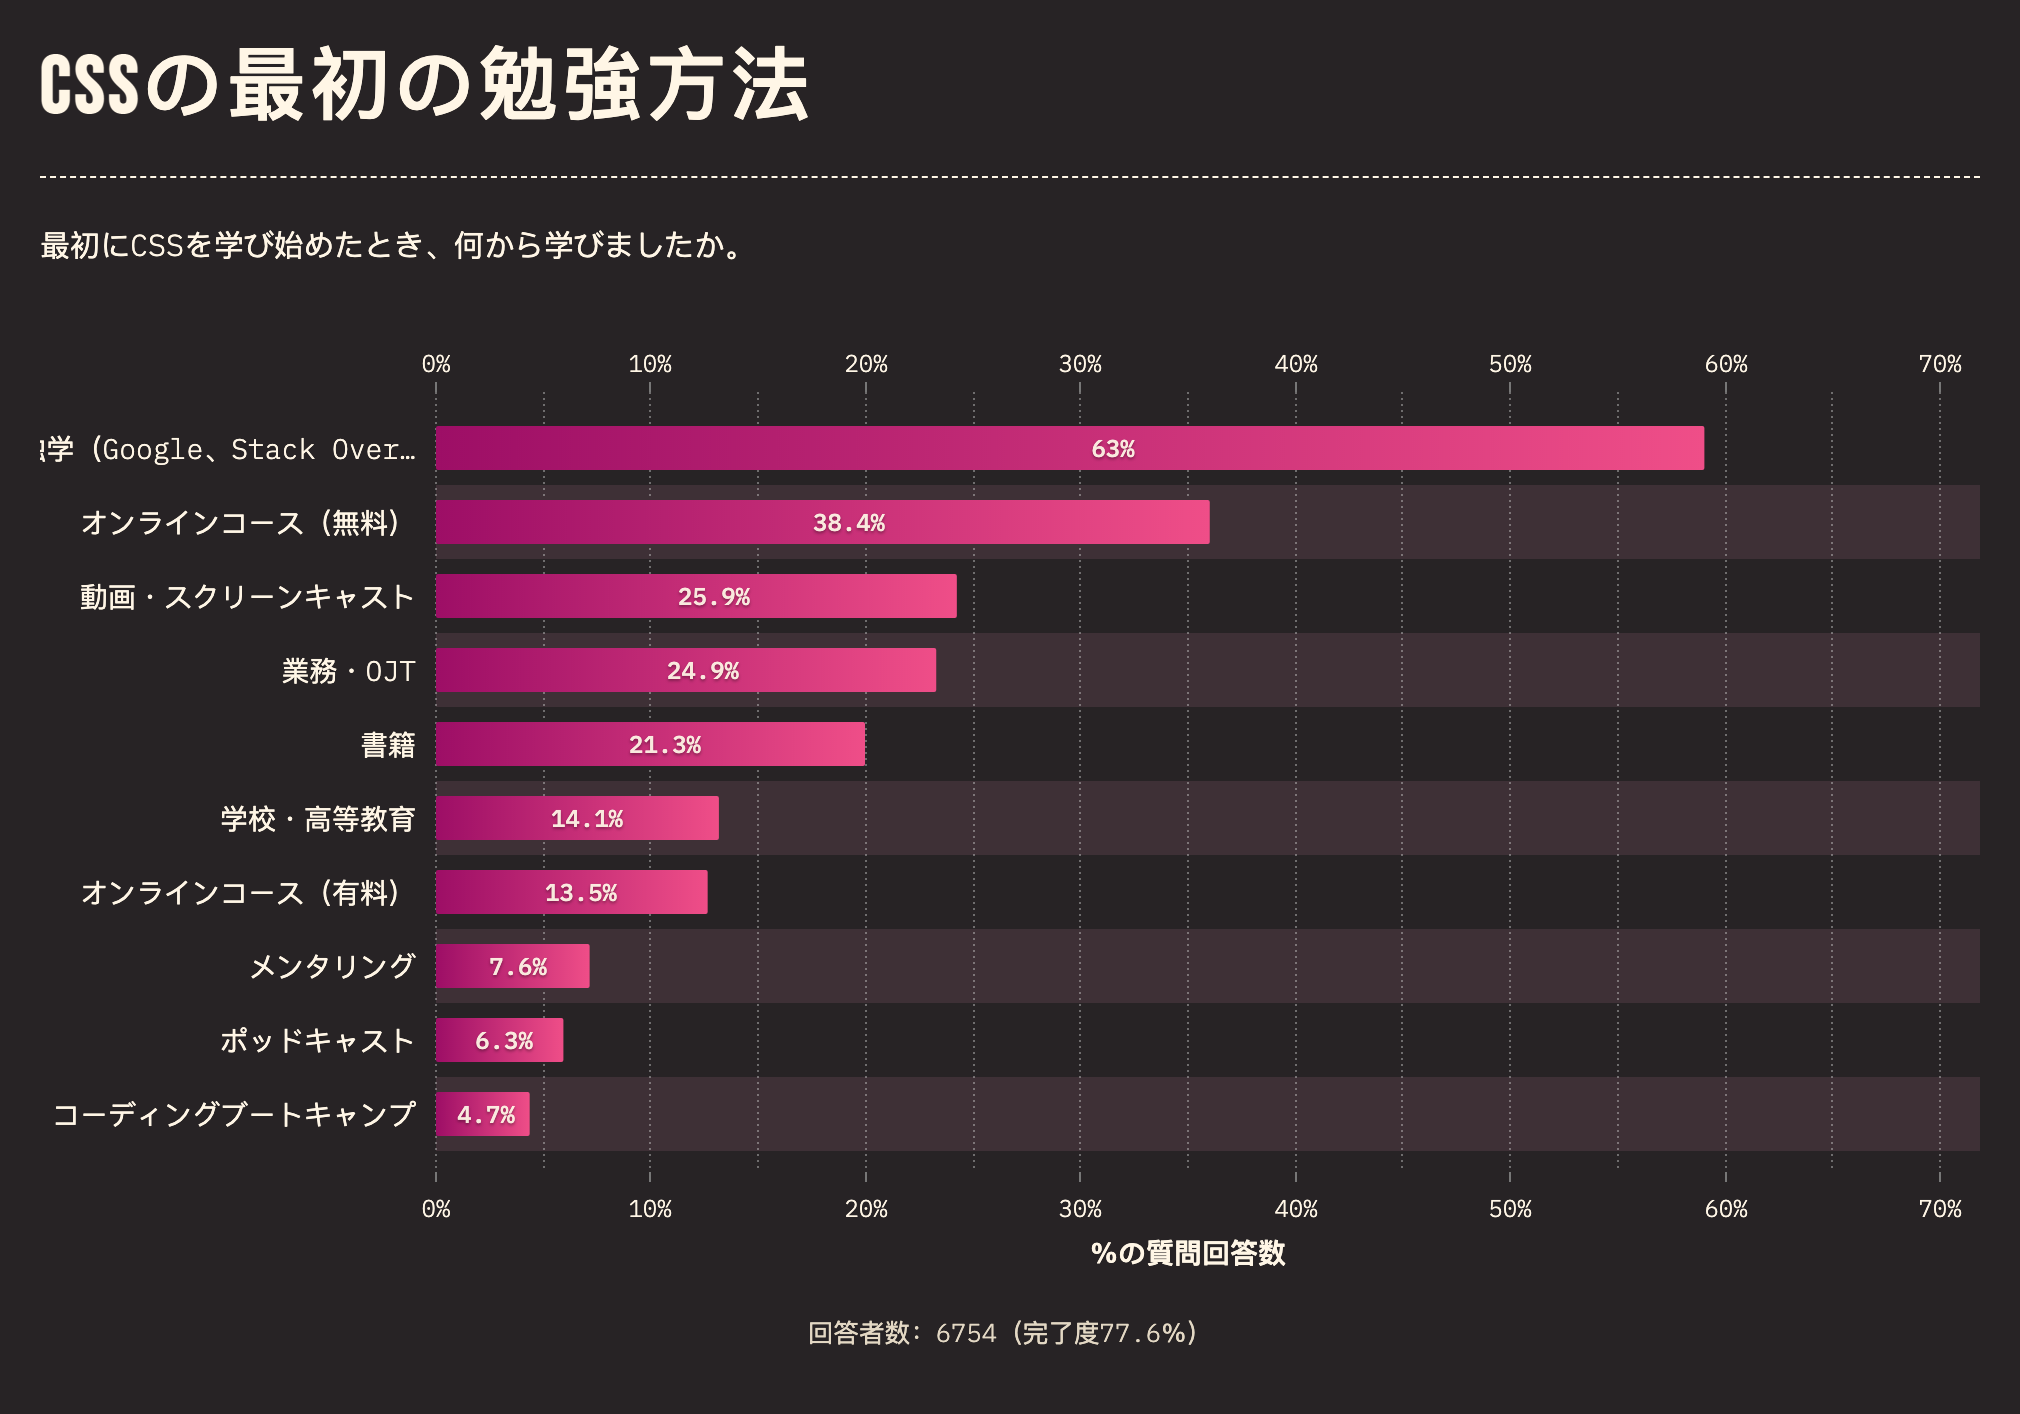 CSSの最初の勉強方法
最初にCSSを学び始めたとき、何から学びましたか。
0% 10% 20% 30% 40% 50% 60% 70%
学（Google、Stack Over… 63%
オンラインコース（無料） 38.4%
動画・スクリーンキャスト 25.9%
業務・OJT 24.9%
書籍 21.3%
学校・高等教育 14.1%
オンラインコース（有料） 13.5%
メンタリング 7.6%
ポッドキャスト 6.3%
コーディングブートキャンプ 4.7%
0% 10% 20% 30% 40% 50% 60% 70%
%の質問回答数
回答者数: 6754 (完了度77.6%)